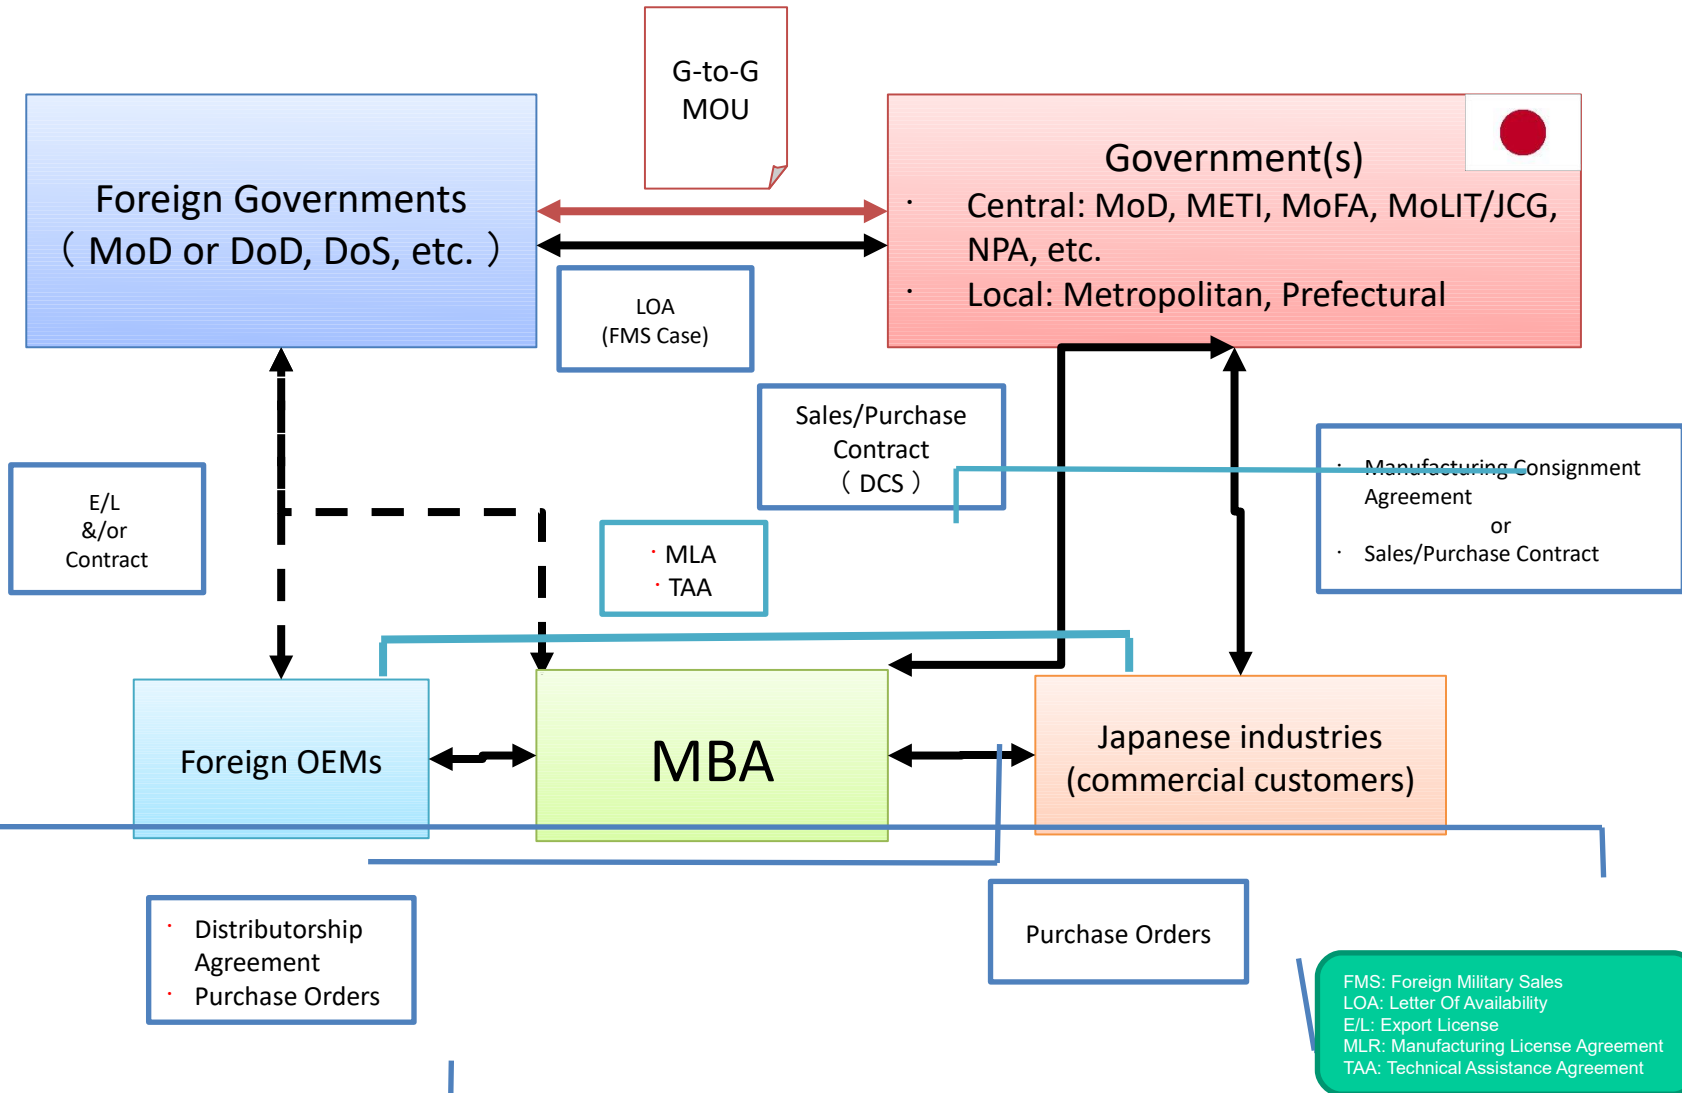 G-to-G
MOU
Foreign Governments
（ MoD or DoD, DoS, etc. ）
Government(s)
· Central: MoD, METI, MoFA, MoLIT/JCG,
NPA, etc.
· Local: Metropolitan, Prefectural
LOA
(FMS Case)
Sales/Purchase
Contract
（ DCS ）
· Manufacturing Consignment
Agreement
or
· Sales/Purchase Contract
E/L
&/or
Contract
· MLA
· TAA
Foreign OEMs
MBA
Japanese industries
(commercial customers)
· Distributorship
Agreement
· Purchase Orders
Purchase Orders
FMS: Foreign Military Sales
LOA: Letter Of Availability
E/L: Export License
MLR: Manufacturing License Agreement
TAA: Technical Assistance Agreement